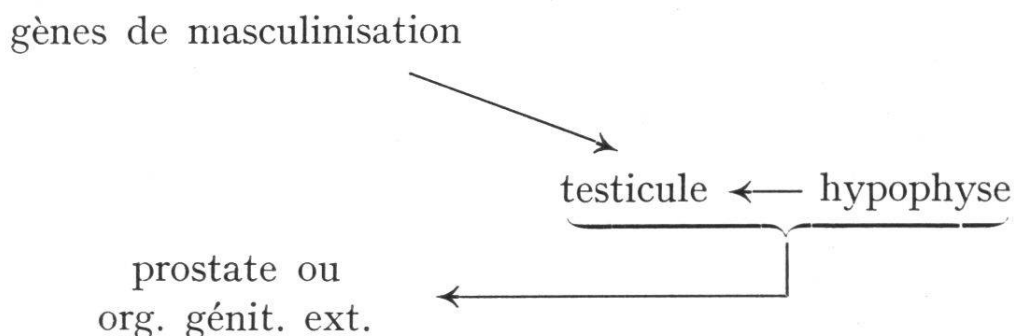 gènes de masculinisation
testicule hypophyse
prostate ou
org. génit. ext.